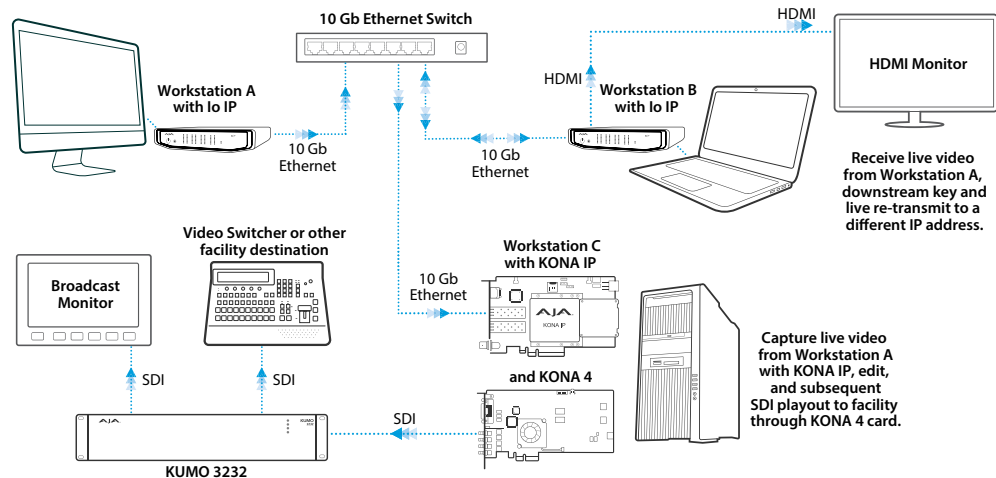 10 Gb Ethernet Switch
HDMI
HDMI Monitor
Workstation A
with Io IP
AJA
10 Gb
Ethernet
HDMI
Workstation B
with Io IP
AJA
10 Gb
Ethernet
Receive live video
from Workstation A,
downstream key and
live re-transmit to a
different IP address.
Video Switcher or other
facility destination
Broadcast
Monitor
10 Gb
Ethernet
Workstation C
with KONA IP
AJA
KONA IP
Capture live video
from Workstation A
with KONA IP, edit,
and subsequent
SDI playout to facility
through KONA 4 card.
SDI
SDI
and KONA 4
SDI
AJA
KUMO
3232
KUMO 3232